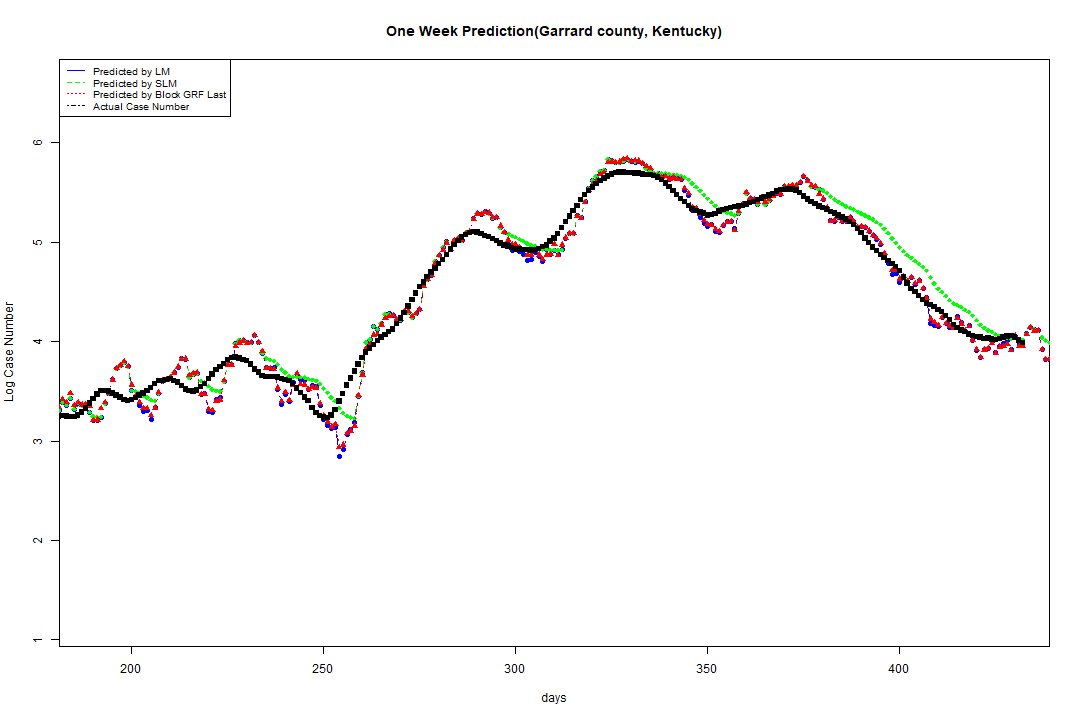 One Week Prediction(Garrard county, Kentucky)
Predicted by LM
Predicted by SLM
Predicted by Block GRF Last
Actual Case Number
6
5
4
3
2
1
Log Case Number
200 250 300 350 400
days